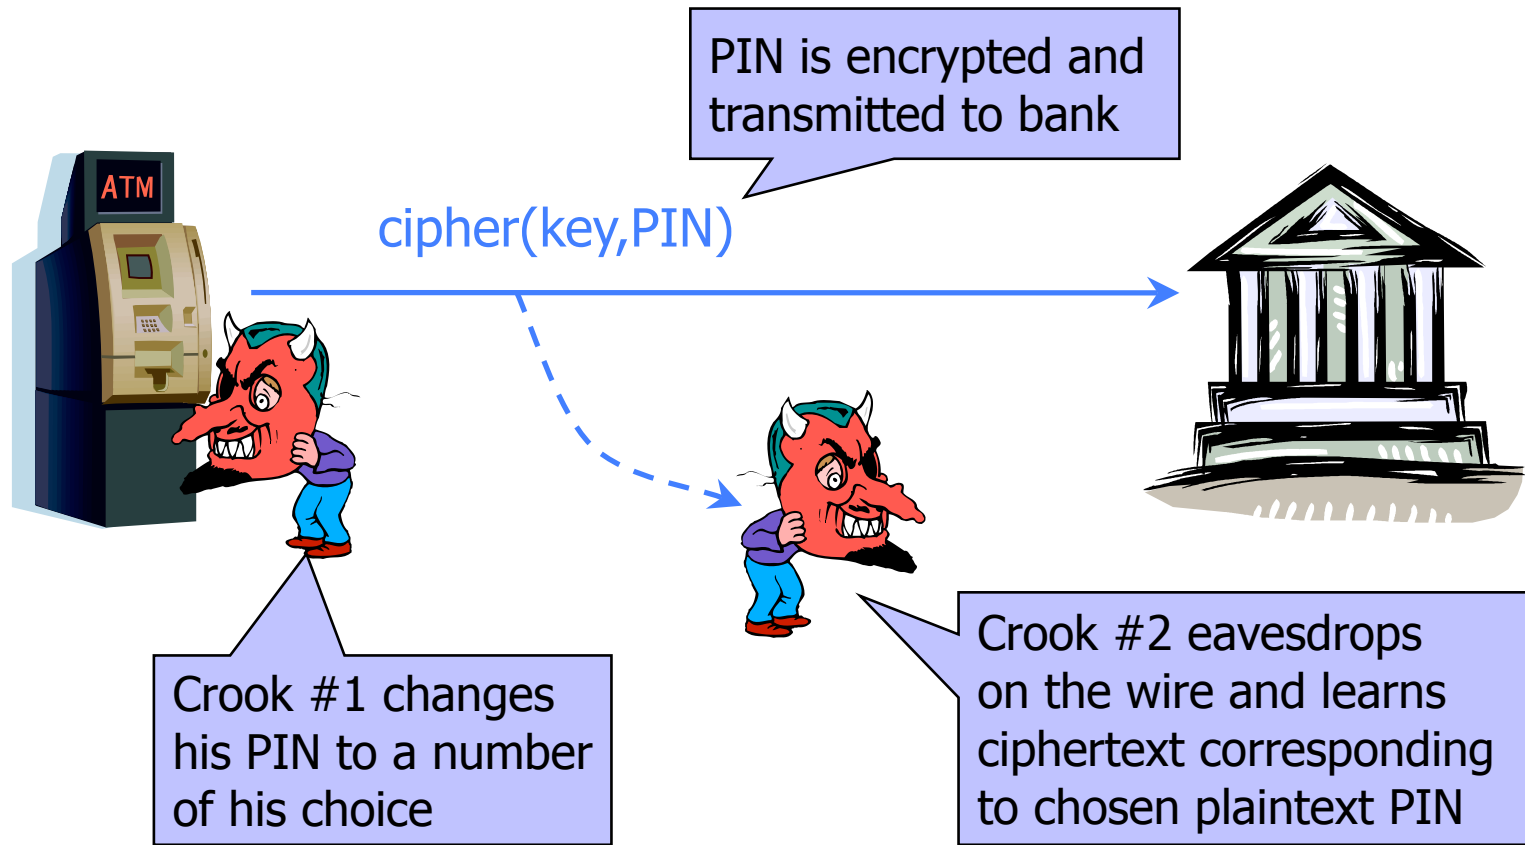 PIN is encrypted and
transmitted to bank
ATM
cipher(key,PIN)
Crook #1 changes
his PIN to a number
of his choice
Crook #2 eavesdrops
on the wire and learns
ciphertext corresponding
to chosen plaintext PIN